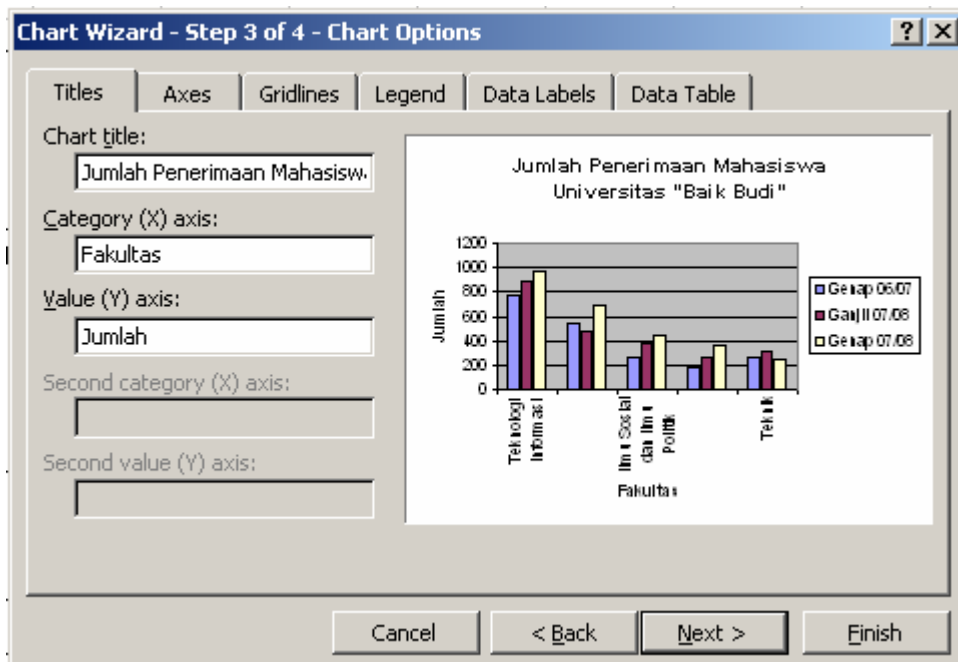 Chart Wizard - Step 3 of 4 - Chart Options
Titles
Axes
Gridlines
Legend
Data Labels
Data Table
Chart title:
Jumlah Penerimaan Mahasisw
Category (X) axis:
Fakultas
Value (Y) axis:
Jumlah
Second category (X) axis:
Second value (Y) axis:
Jumlah Penerimaan Mahasiswa
Universitas "Baik Budi"
1200
1000
800
600
400
200
0
Jumlah
Teknologi
Informasi
Ilmu Sosial
dan Ilmu
Politik
Teknik
Fakultas
Genap 06/07
Ganjil 07/08
Genap 07/08
Cancel
< Back
Next >
Finish